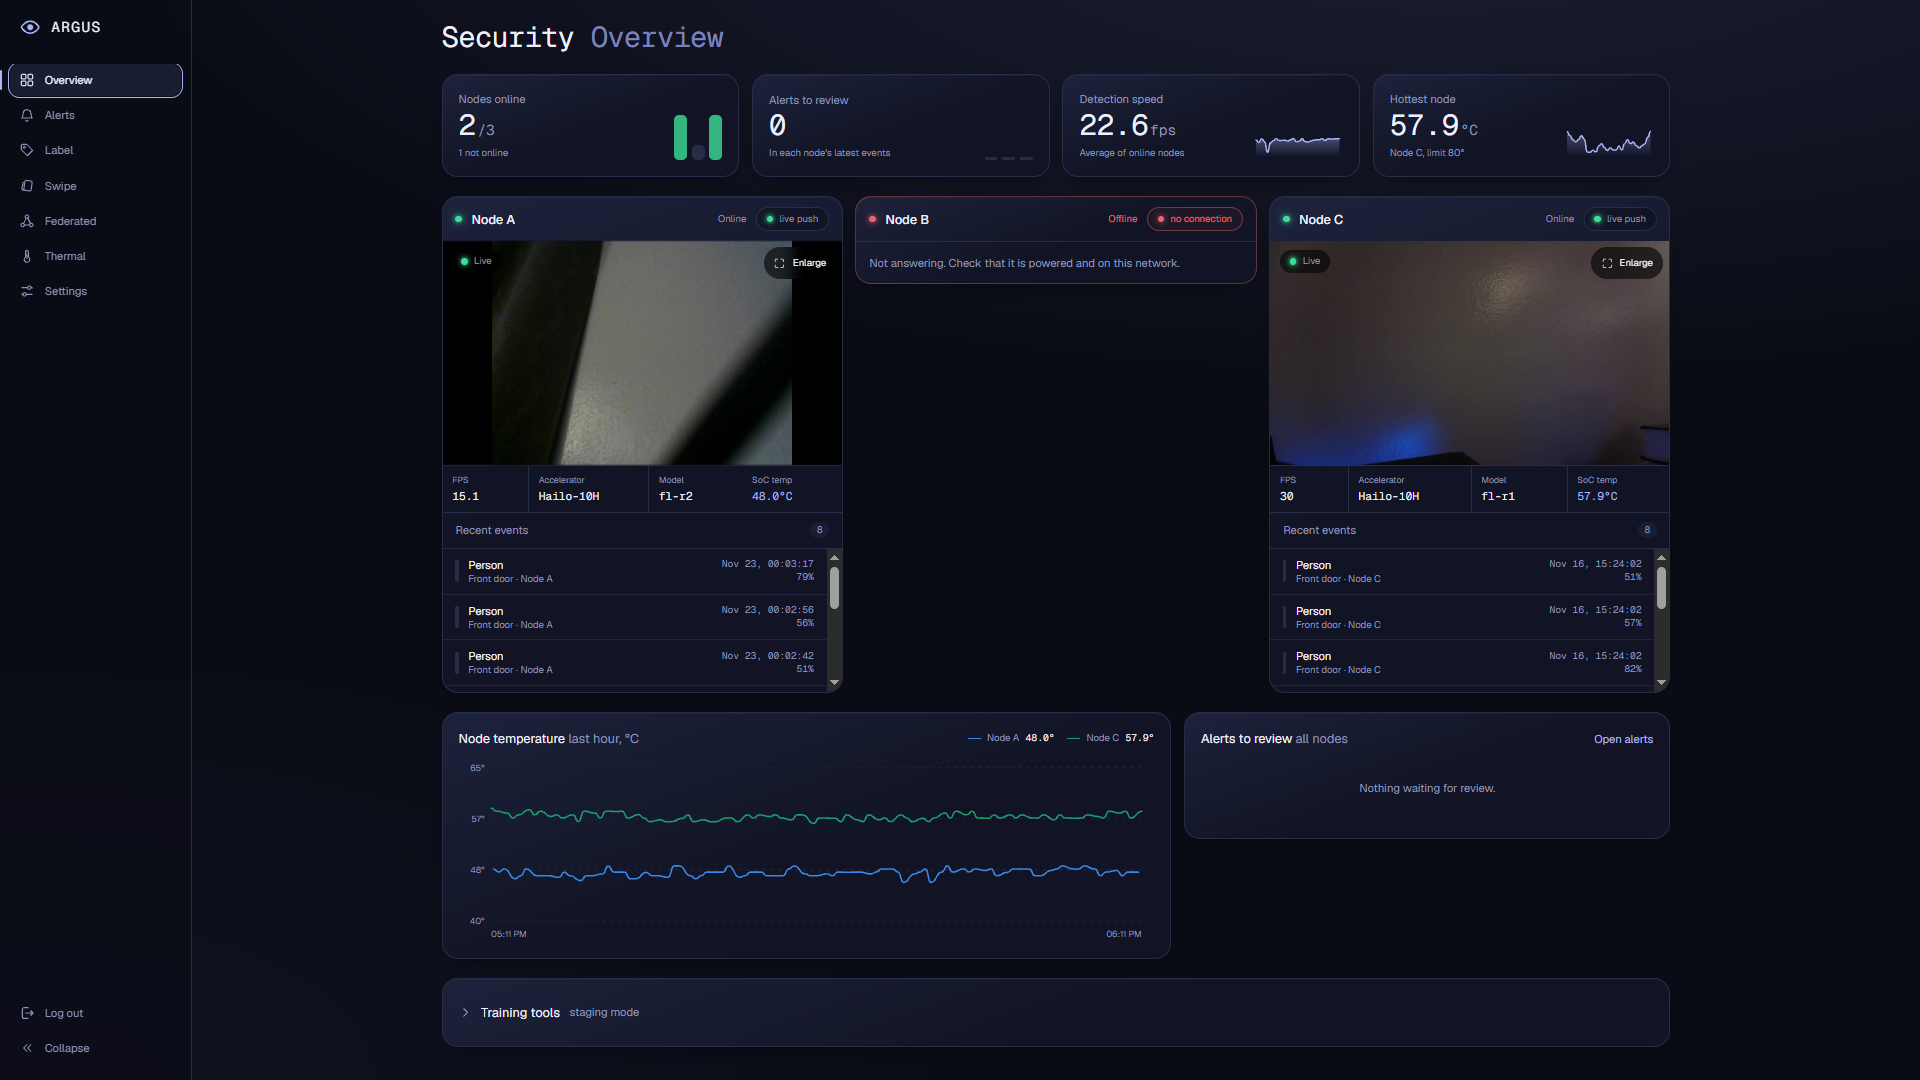 ARGUS
Overview
Alerts
Label
Swipe
Federated
Thermal
Settings
Log out
Collapse
Security Overview
Nodes online
2/3
1 not online
Alerts to review
0
In each node's latest events
Detection speed
22.6fps
Average of online nodes
Hottest node
57.9°C
Node C, limit 80°
Node A Online live push
Live Enlarge
FPS Accelerator Model SoC temp
15.1 Hailo-10H fl-r2 48.0°C
Recent events 8
Person Nov 23, 00:03:17
Front door · Node A 79%
Person Nov 23, 00:02:56
Front door · Node A 56%
Person Nov 23, 00:02:42
Front door · Node A 51%
Node B Offline no connection
Not answering. Check that it is powered and on this network.
Node C Online live push
Live Enlarge
FPS Accelerator Model SoC temp
30 Hailo-10H fl-r1 57.9°C
Recent events 8
Person Nov 16, 15:24:02
Front door · Node C 51%
Person Nov 16, 15:24:02
Front door · Node C 57%
Person Nov 16, 15:24:02
Front door · Node C 82%
Node temperature last hour, °C Node A 48.0° Node C 57.9°
65°
57°
48°
40°
05:11 PM 06:11 PM
Alerts to review all nodes Open alerts
Nothing waiting for review.
Training tools staging mode